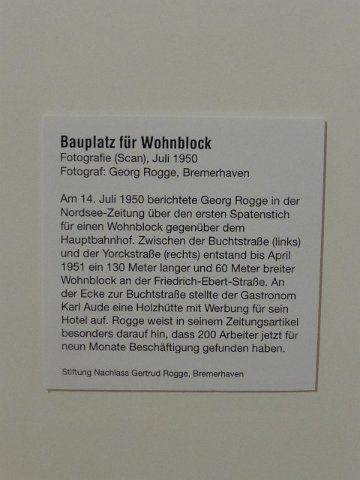 Bauplatz für Wohnblock
Fotografie (Scan), Juli 1950
Fotograf: Georg Rogge, Bremerhaven
Am 14. Juli 1950 berichtete Georg Rogge in der
Nordsee-Zeitung über den ersten Spatenstich
für einen Wohnblock gegenüber dem
Hauptbahnhof. Zwischen der Buchtstraße (links)
und der Yorckstraße (rechts) entstand bis April
1951 ein 130 Meter langer und 60 Meter breiter
Wohnblock an der Friedrich-Ebert-Straße. An
der Ecke zur Buchtstraße stellte der Gastronom
Karl Aude eine Holzhütte mit Werbung für sein
Hotel auf. Rogge weist in seinem Zeitungsartikel
besonders darauf hin, dass 200 Arbeiter jetzt für
neun Monate Beschäftigung gefunden haben.
Stiftung Nachlass Gertrud Rogge, Bremerhaven